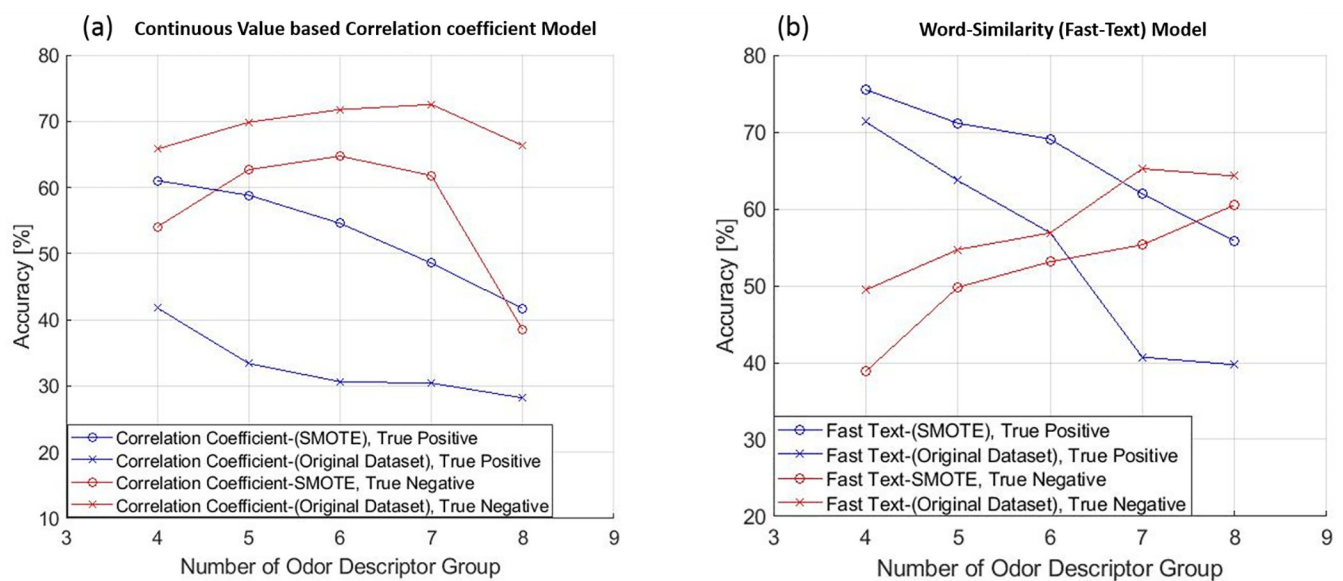 (a) Continuous Value based Correlation coefficient Model
80
70
60
50
40
30
20
10
3 4 5 6 7 8 9
Accuracy [%]
Number of Odor Descriptor Group
Correlation Coefficient-(SMOTE), True Positive
Correlation Coefficient-(Original Dataset), True Positive
Correlation Coefficient-SMOTE, True Negative
Correlation Coefficient-(Original Dataset), True Negative
(b) Word-Similarity (Fast-Text) Model
80
70
60
50
40
30
20
3 4 5 6 7 8 9
Accuracy [%]
Number of Odor Descriptor Group
Fast Text-(SMOTE), True Positive
Fast Text-(Original Dataset), True Positive
Fast Text-SMOTE, True Negative
Fast Text-(Original Dataset), True Negative